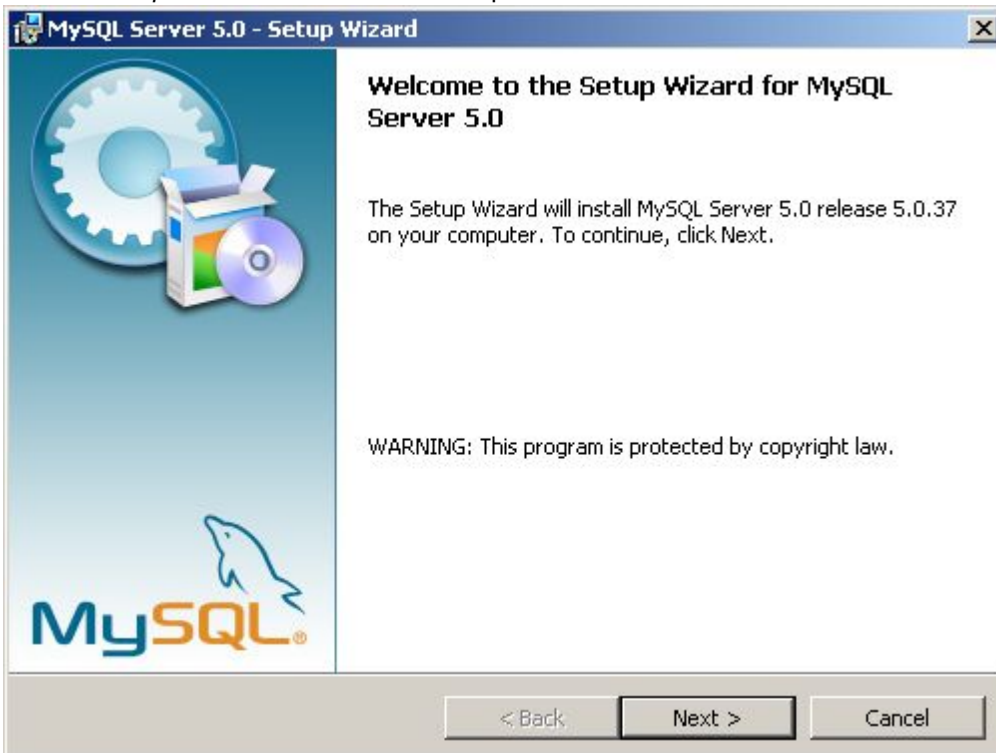 MySQL Server 5.0 - Setup Wizard
Welcome to the Setup Wizard for MySQL
Server 5.0
The Setup Wizard will install MySQL Server 5.0 release 5.0.37
on your computer. To continue, click Next.
WARNING: This program is protected by copyright law.
MySQL®
< Back
Next >
Cancel